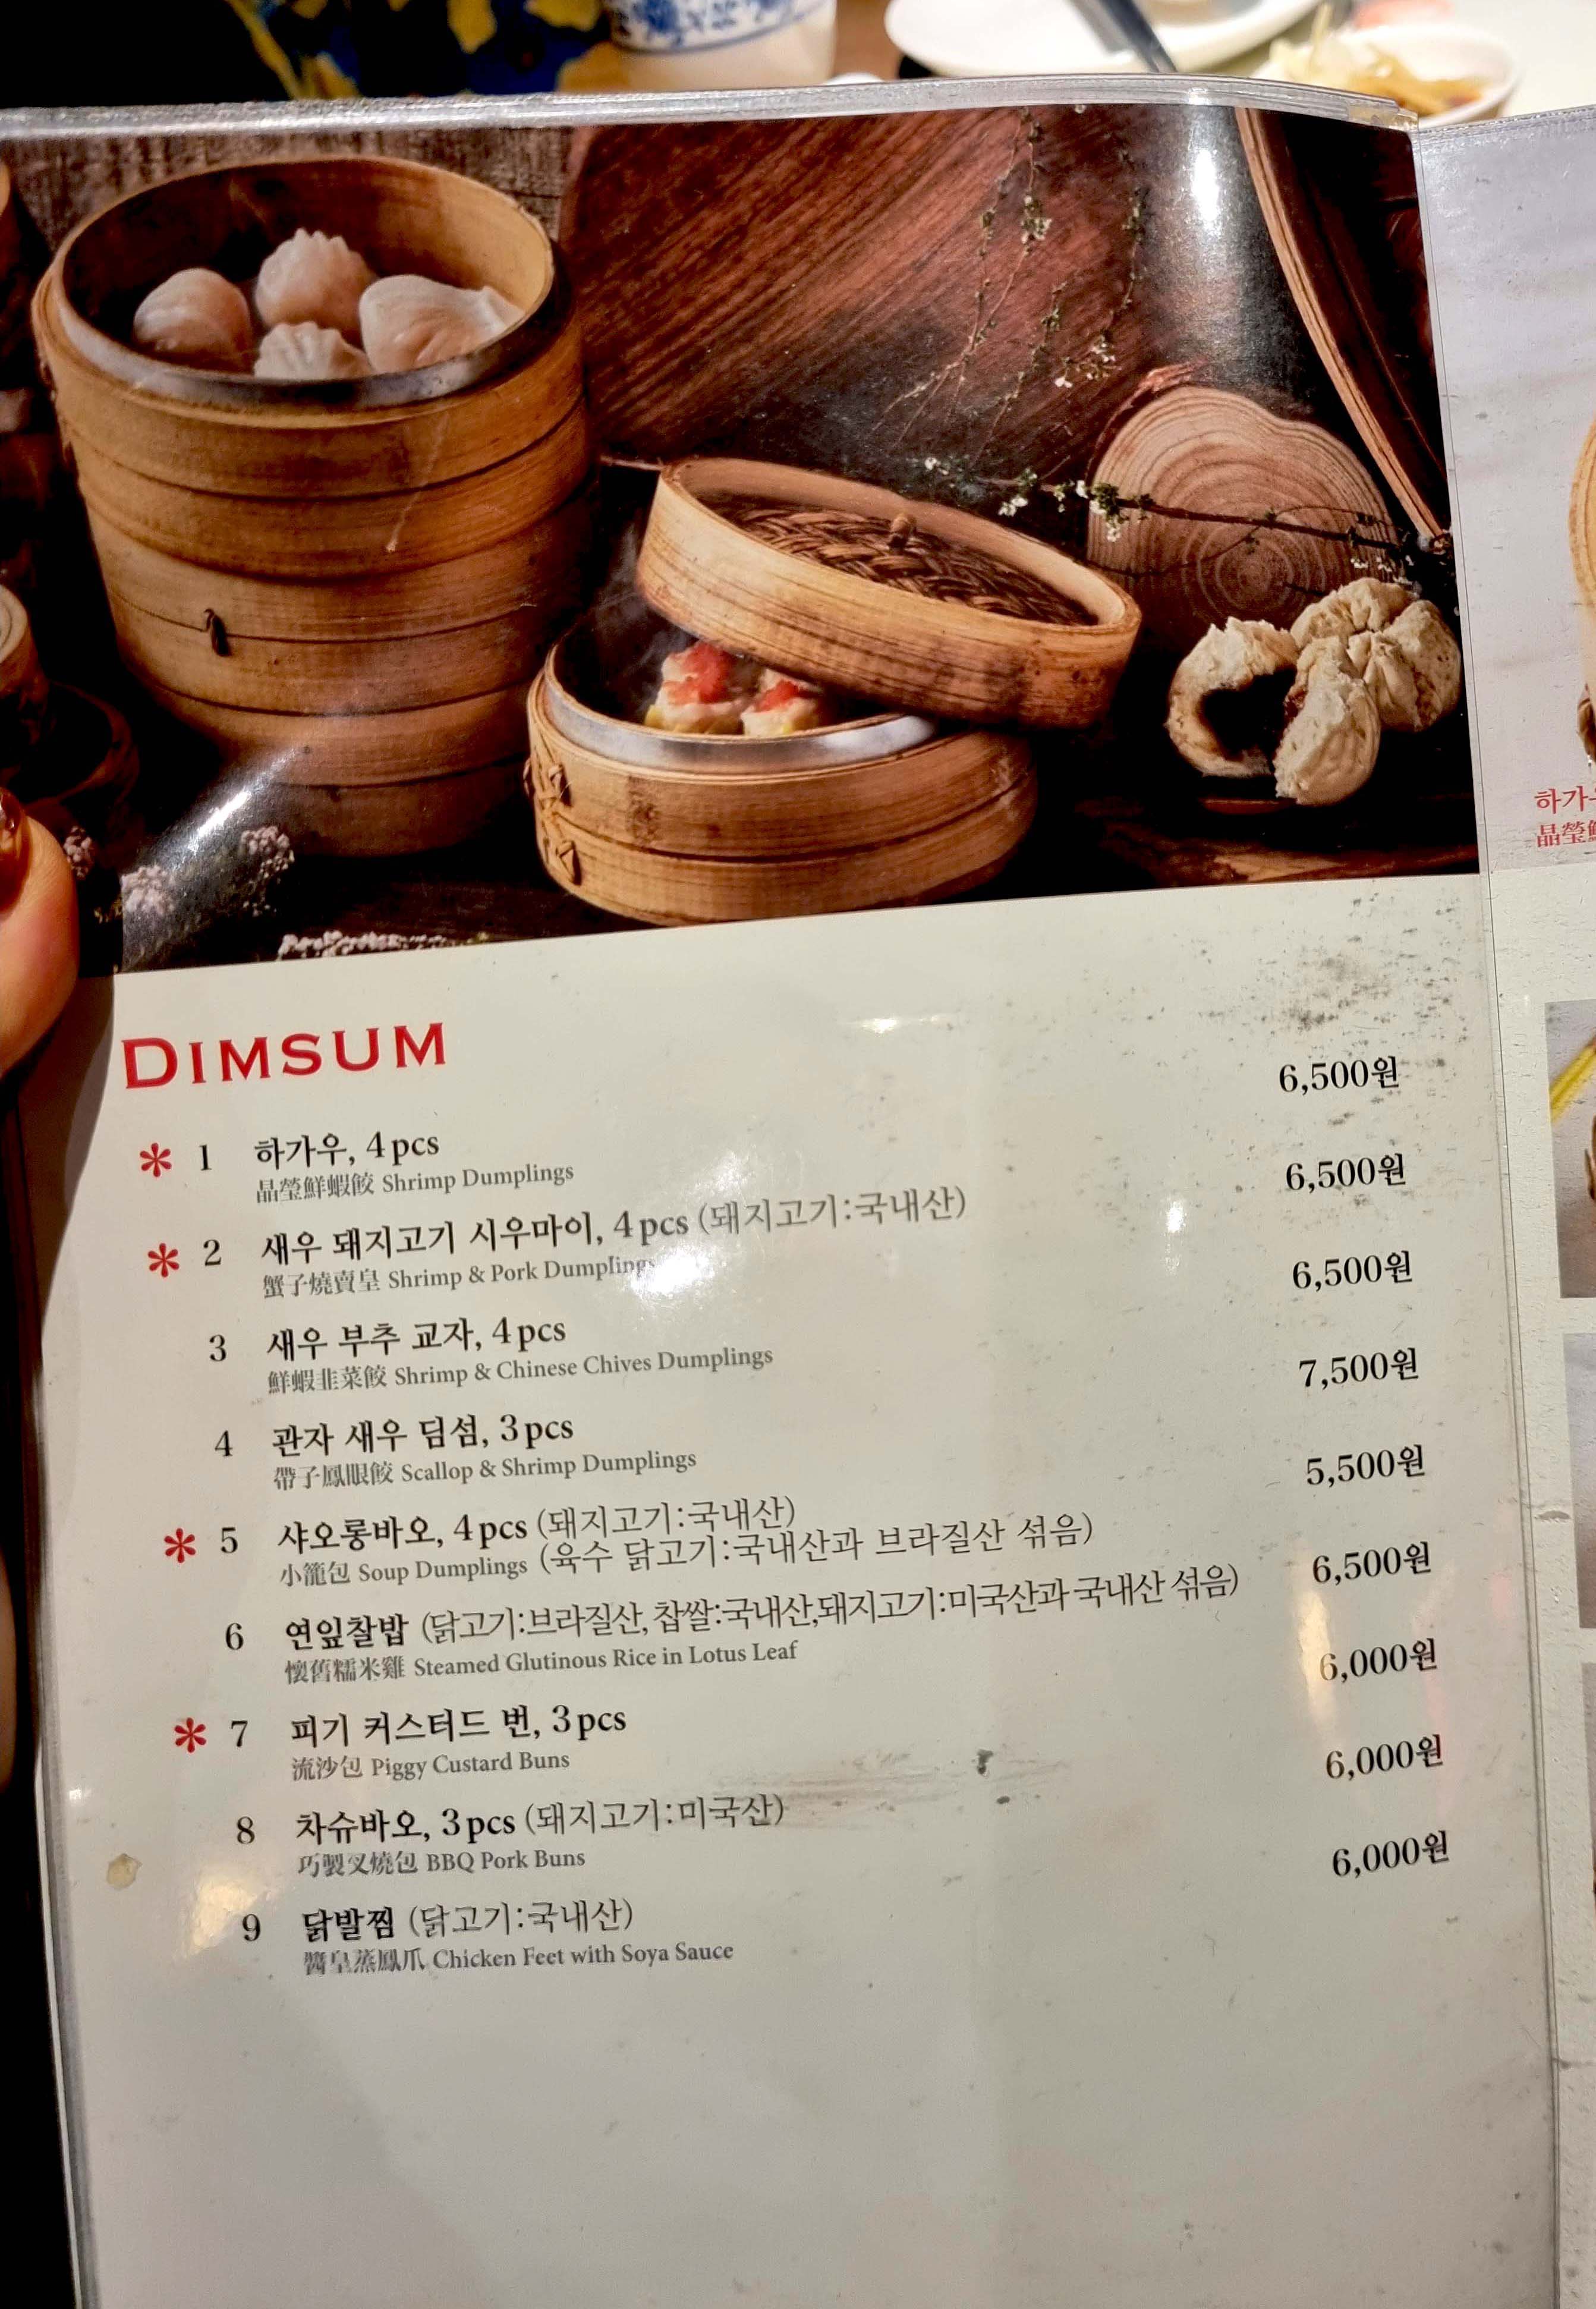 DIMSUM
* 1 하가우, 4pcs 6,500원
晶瑩鮮蝦餃 Shrimp Dumplings
* 2 새우 돼지고기 시우마이, 4pcs (돼지고기:국내산) 6,500원
蟹子燒賣皇 Shrimp & Pork Dumplings
3 새우 부추 교자, 4pcs 6,500원
鮮蝦韭菜餃 Shrimp & Chinese Chives Dumplings
4 관자 새우 딤섬, 3pcs 7,500원
帶子鳳眼餃 Scallop & Shrimp Dumplings
* 5 샤오롱바오, 4pcs (돼지고기:국내산) 5,500원
小籠包 Soup Dumplings (육수 닭고기:국내산과 브라질산 섞음)
6 연잎찰밥 (닭고기:브라질산, 찹쌀:국내산,돼지고기:미국산과 국내산 섞음) 6,500원
懷舊糯米雞 Steamed Glutinous Rice in Lotus Leaf
* 7 피기 커스터드 번, 3pcs 6,000원
流沙包 Piggy Custard Buns
8 차슈바오, 3pcs (돼지고기:미국산) 6,000원
巧製叉燒包 BBQ Pork Buns
9 닭발찜 (닭고기:국내산) 6,000원
醬皇蒸鳳爪 Chicken Feet with Soya Sauce
하가
晶瑩